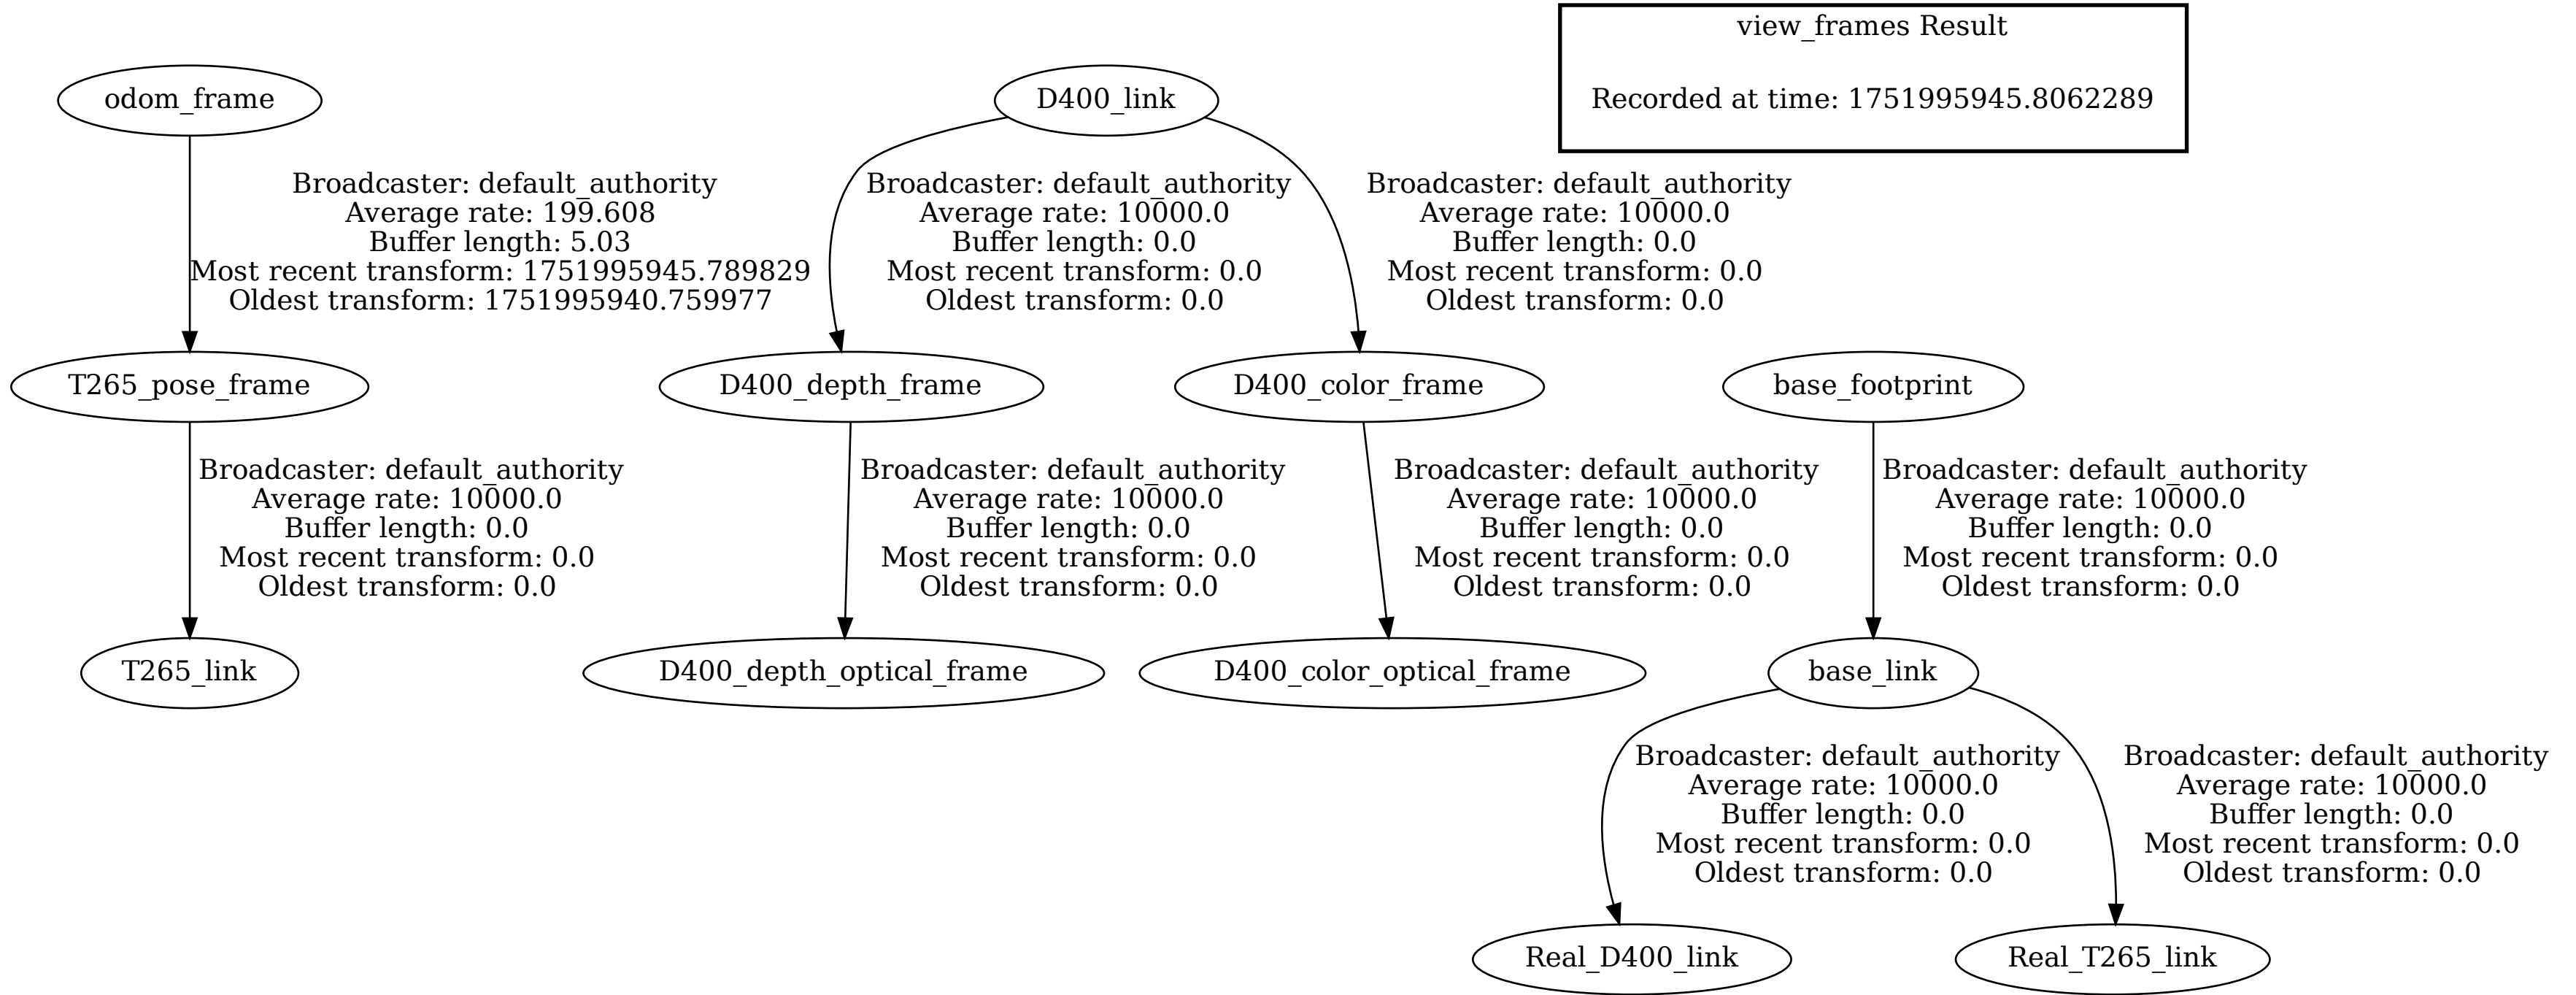 view_frames Result
Recorded at time: 1751995945.8062289
odom_frame
D400_link
Broadcaster: default_authority
Average rate: 199.608
Buffer length: 5.03
Most recent transform: 1751995945.789829
Oldest transform: 1751995940.759977
Broadcaster: default_authority
Average rate: 10000.0
Buffer length: 0.0
Most recent transform: 0.0
Oldest transform: 0.0
Broadcaster: default_authority
Average rate: 10000.0
Buffer length: 0.0
Most recent transform: 0.0
Oldest transform: 0.0
T265_pose_frame
D400_depth_frame
D400_color_frame
base_footprint
Broadcaster: default_authority
Average rate: 10000.0
Buffer length: 0.0
Most recent transform: 0.0
Oldest transform: 0.0
Broadcaster: default_authority
Average rate: 10000.0
Buffer length: 0.0
Most recent transform: 0.0
Oldest transform: 0.0
Broadcaster: default_authority
Average rate: 10000.0
Buffer length: 0.0
Most recent transform: 0.0
Oldest transform: 0.0
Broadcaster: default_authority
Average rate: 10000.0
Buffer length: 0.0
Most recent transform: 0.0
Oldest transform: 0.0
T265_link
D400_depth_optical_frame
D400_color_optical_frame
base_link
Broadcaster: default_authority
Average rate: 10000.0
Buffer length: 0.0
Most recent transform: 0.0
Oldest transform: 0.0
Broadcaster: default_authority
Average rate: 10000.0
Buffer length: 0.0
Most recent transform: 0.0
Oldest transform: 0.0
Real_D400_link
Real_T265_link